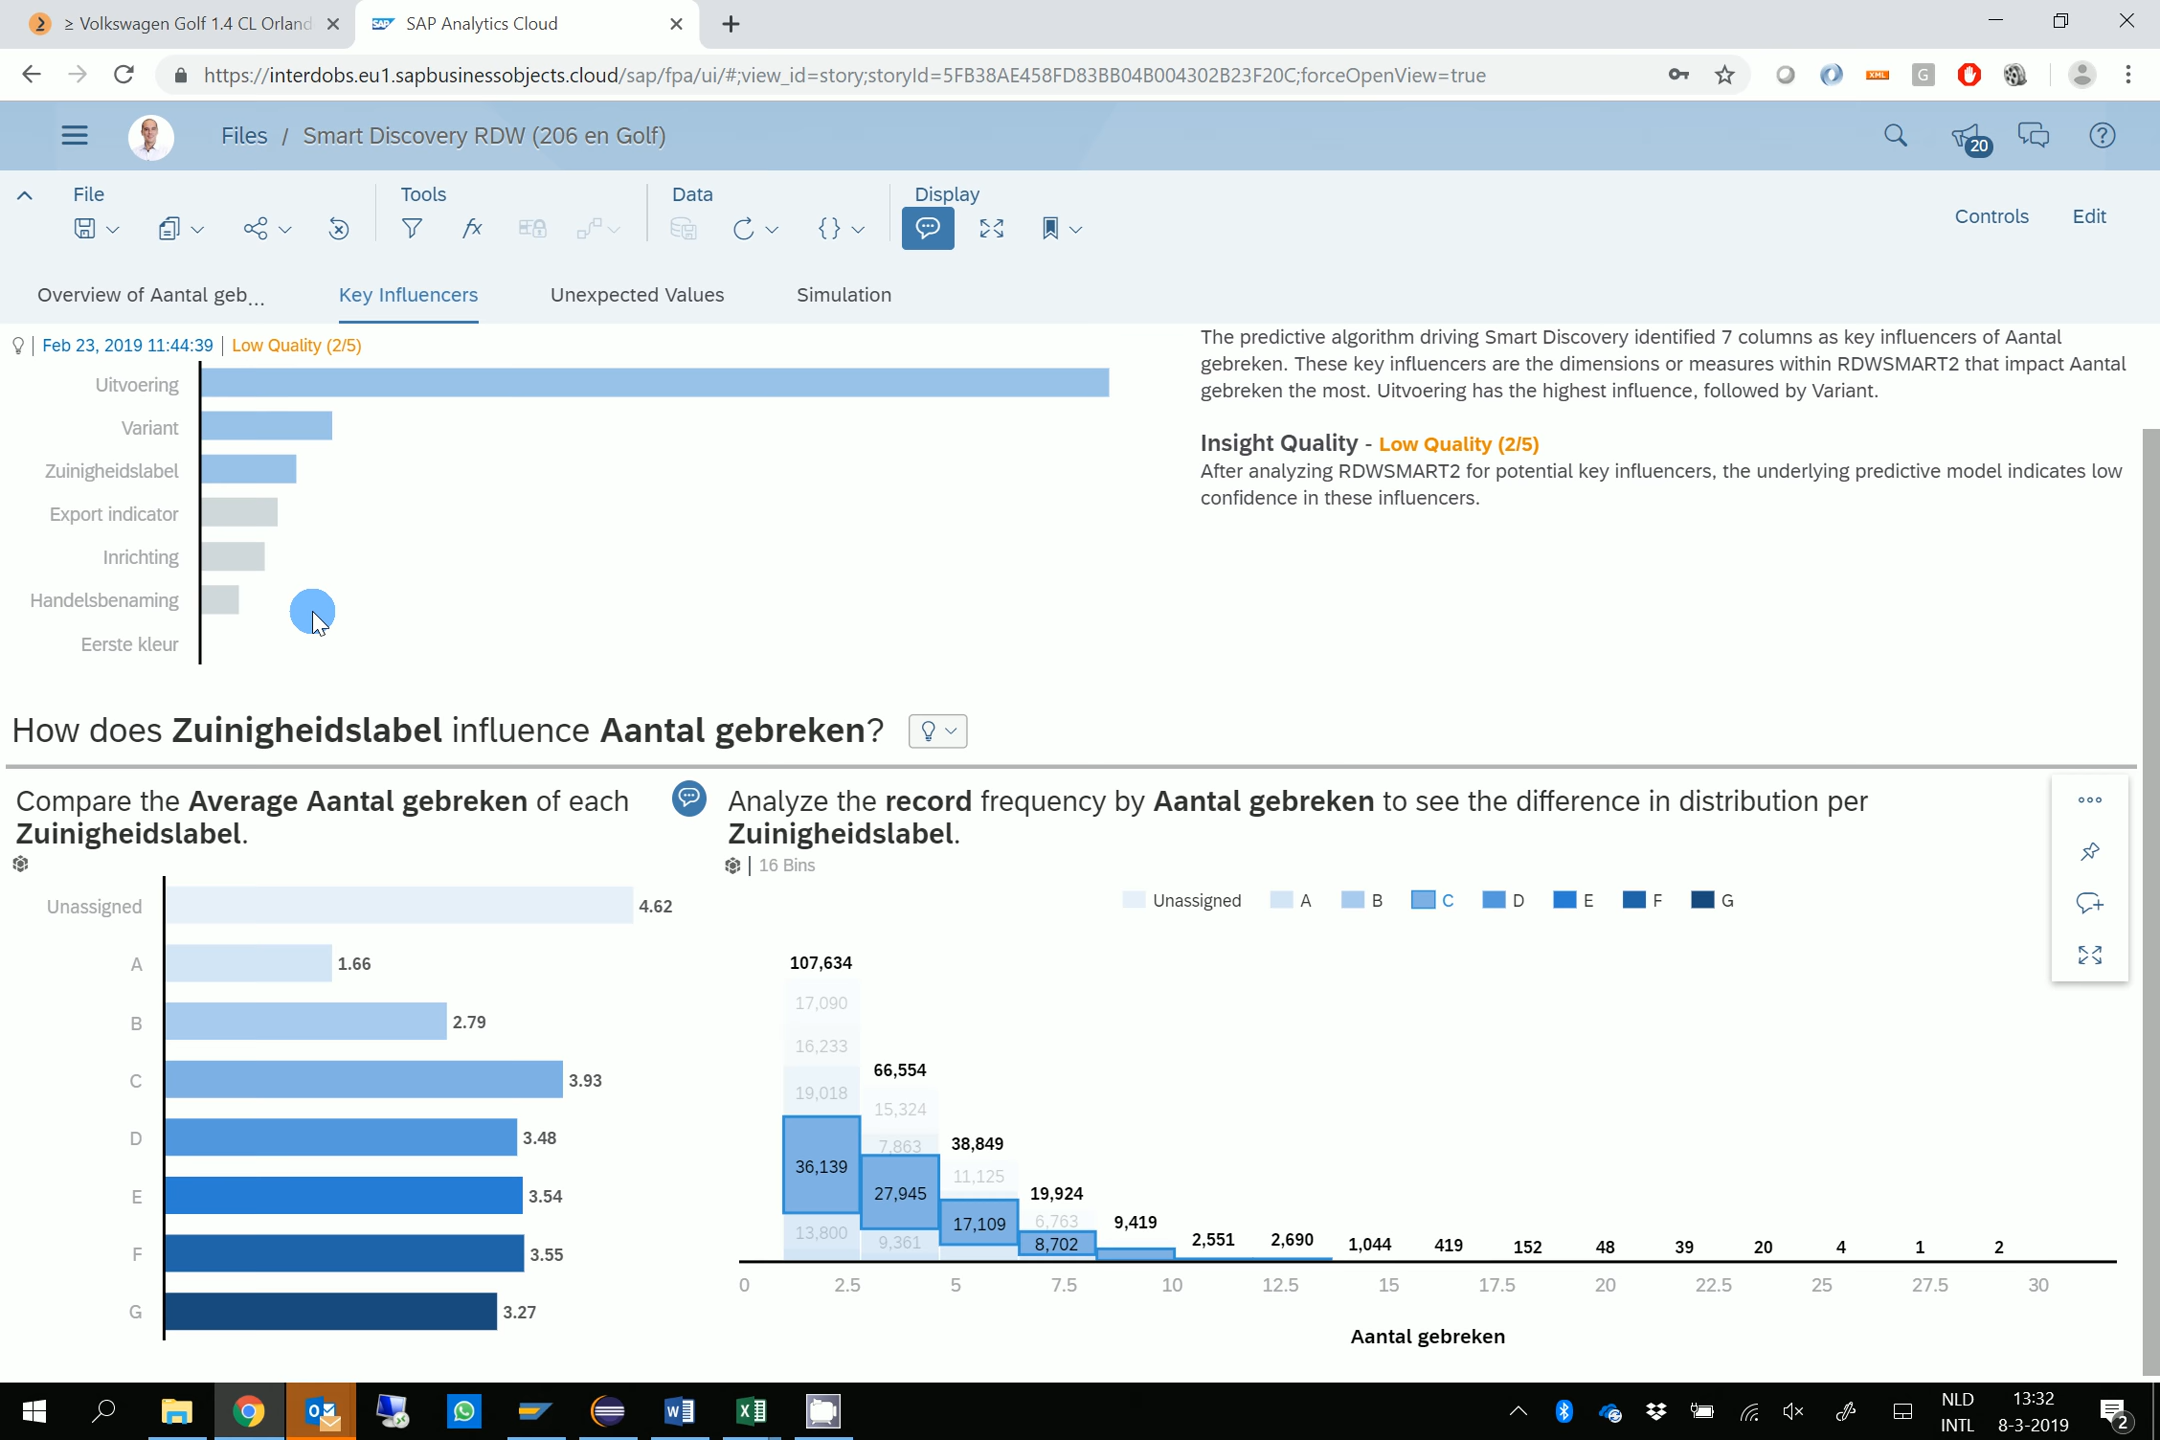 ≥ Volkswagen Golf 1.4 CL Orland
SAP Analytics Cloud
https://interdobs.eu1.sapbusinessobjects.cloud/sap/fpa/ui/#;view_id=story;storyId=5FB38AE458FD83BB04B004302B23F20C;forceOpenView=true
XML
G
Files / Smart Discovery RDW (206 en Golf)
20
File
Tools
Data
Display
Controls
Edit
Overview of Aantal geb...
Key Influencers
Unexpected Values
Simulation
Feb 23, 2019 11:44:39 | Low Quality (2/5)
Uitvoering
Variant
Zuinigheidslabel
Export indicator
Inrichting
Handelsbenaming
Eerste kleur
The predictive algorithm driving Smart Discovery identified 7 columns as key influencers of Aantal
gebreken. These key influencers are the dimensions or measures within RDWSMART2 that impact Aantal
gebreken the most. Uitvoering has the highest influence, followed by Variant.
Insight Quality - Low Quality (2/5)
After analyzing RDWSMART2 for potential key influencers, the underlying predictive model indicates low
confidence in these influencers.
How does Zuinigheidslabel influence Aantal gebreken?
Compare the Average Aantal gebreken of each
Zuinigheidslabel.
Unassigned 4.62
A 1.66
B 2.79
C 3.93
D 3.48
E 3.54
F 3.55
G 3.27
Analyze the record frequency by Aantal gebreken to see the difference in distribution per
Zuinigheidslabel.
16 Bins
Unassigned A B C D E F G
107,634
17,090
16,233
19,018
36,139
13,800
66,554
15,324
7,863
27,945
9,361
38,849
11,125
17,109
19,924
6,763
8,702
9,419
2,551
2,690
1,044
419
152
48
39
20
4
1
2
0 2.5 5 7.5 10 12.5 15 17.5 20 22.5 25 27.5 30
Aantal gebreken
NLD
INTL
13:32
8-3-2019
2